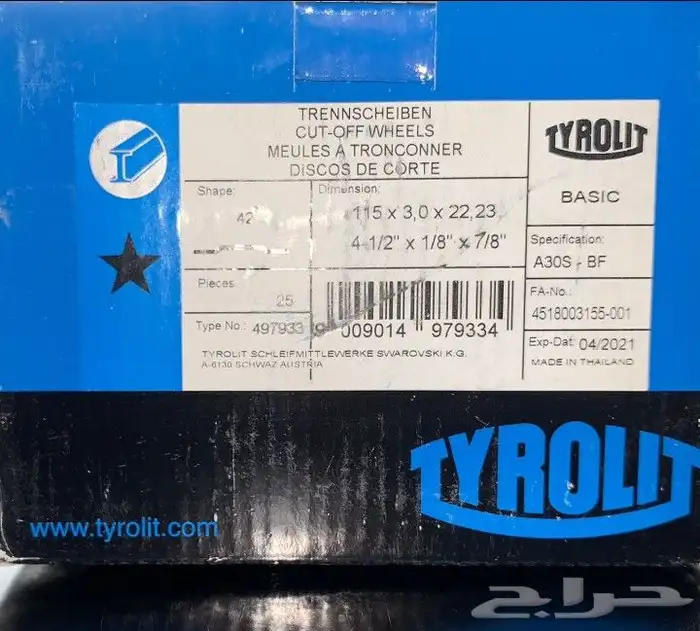 TRENNSCHEIBEN
CUT-OFF WHEELS
MEULES A TRONCONNER
DISCOS DE CORTE
TYROLIT
BASIC
Shape:
42
Dimension:
115 x 3,0 x 22,23
4-1/2" x 1/8" x 7/8"
Specification:
A30S - BF
Pieces
25
FA-No.:
4518003155-001
Type No.: 497933
9 009014 979334
Exp-Dat: 04/2021
MADE IN THAILAND
TYROLIT SCHLEIFMITTLEWERKE SWAROVSKI K.G.
A-6130 SCHWAZ AUSTRIA
TYROLIT
www.tyrolit.com
حراج